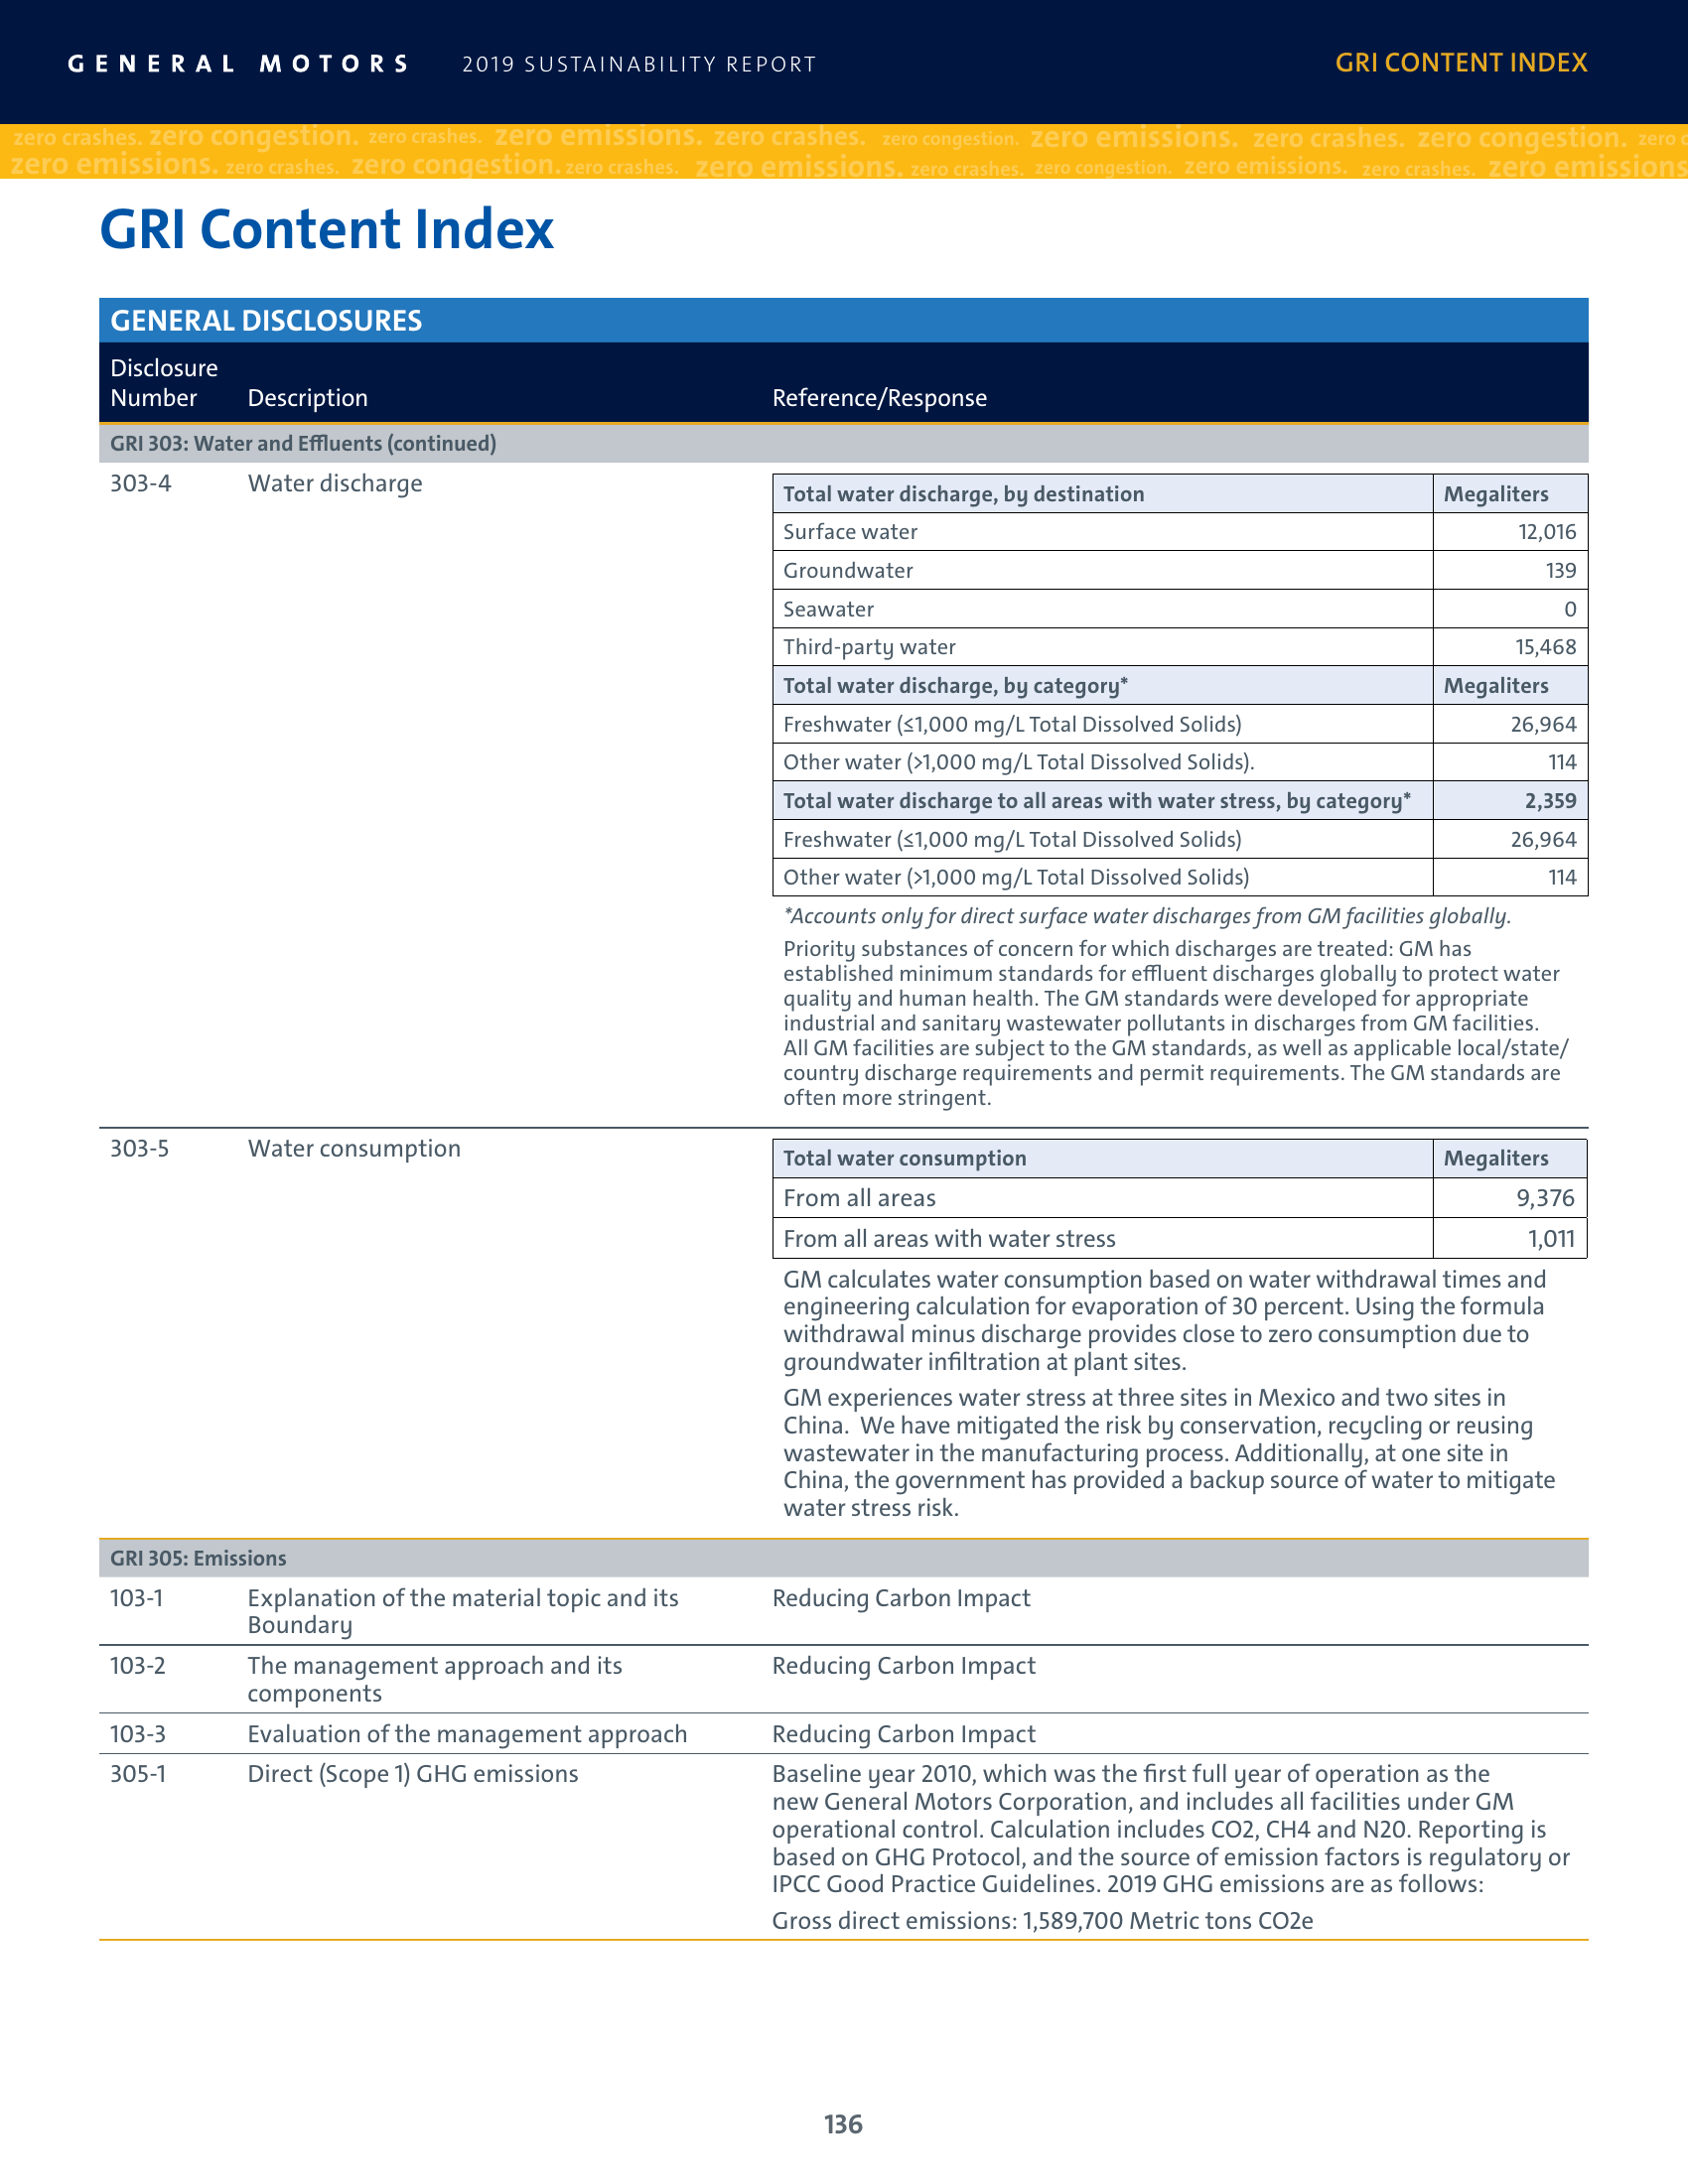 GENERAL MOTORS 2019 SUSTAINABILITY REPORT GRI CONTENT INDEX
zero crashes. zero congestion. zero crashes. zero emissions. zero crashes. zero congestion. zero emissions. zero crashes. zero congestion. zero c
zero emissions. zero crashes. zero congestion. zero crashes. zero emissions. zero crashes. zero congestion. zero emissions. zero crashes. zero emissions
GRI Content Index
GENERAL DISCLOSURES
Disclosure
Number Description Reference/Response
GRI 303: Water and Effluents (continued)
303-4 Water discharge
Total water discharge, by destination Megaliters
Surface water 12,016
Groundwater 139
Seawater 0
Third-party water 15,468
Total water discharge, by category* Megaliters
Freshwater (≤1,000 mg/L Total Dissolved Solids) 26,964
Other water (>1,000 mg/L Total Dissolved Solids). 114
Total water discharge to all areas with water stress, by category* 2,359
Freshwater (≤1,000 mg/L Total Dissolved Solids) 26,964
Other water (>1,000 mg/L Total Dissolved Solids) 114
*Accounts only for direct surface water discharges from GM facilities globally.
Priority substances of concern for which discharges are treated: GM has
established minimum standards for effluent discharges globally to protect water
quality and human health. The GM standards were developed for appropriate
industrial and sanitary wastewater pollutants in discharges from GM facilities.
All GM facilities are subject to the GM standards, as well as applicable local/state/
country discharge requirements and permit requirements. The GM standards are
often more stringent.
303-5 Water consumption
Total water consumption Megaliters
From all areas 9,376
From all areas with water stress 1,011
GM calculates water consumption based on water withdrawal times and
engineering calculation for evaporation of 30 percent. Using the formula
withdrawal minus discharge provides close to zero consumption due to
groundwater infiltration at plant sites.
GM experiences water stress at three sites in Mexico and two sites in
China. We have mitigated the risk by conservation, recycling or reusing
wastewater in the manufacturing process. Additionally, at one site in
China, the government has provided a backup source of water to mitigate
water stress risk.
GRI 305: Emissions
103-1 Explanation of the material topic and its Reducing Carbon Impact
Boundary
103-2 The management approach and its Reducing Carbon Impact
components
103-3 Evaluation of the management approach Reducing Carbon Impact
305-1 Direct (Scope 1) GHG emissions Baseline year 2010, which was the first full year of operation as the
new General Motors Corporation, and includes all facilities under GM
operational control. Calculation includes CO2, CH4 and N20. Reporting is
based on GHG Protocol, and the source of emission factors is regulatory or
IPCC Good Practice Guidelines. 2019 GHG emissions are as follows:
Gross direct emissions: 1,589,700 Metric tons CO2e
136